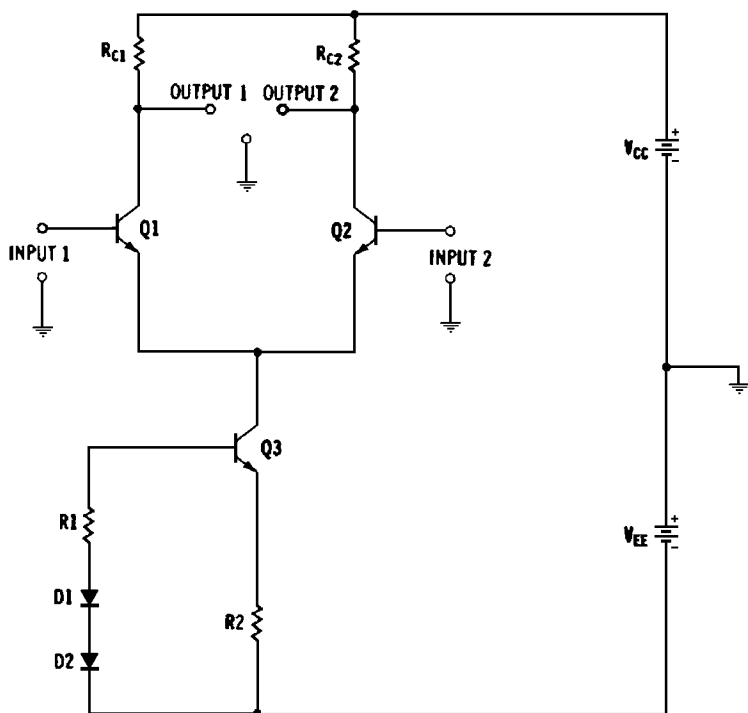 RC1
RC2
OUTPUT 1 OUTPUT 2
+
VCC
-
Q1
Q2
INPUT 1
INPUT 2
Q3
R1
+
VEE
-
D1
R2
D2